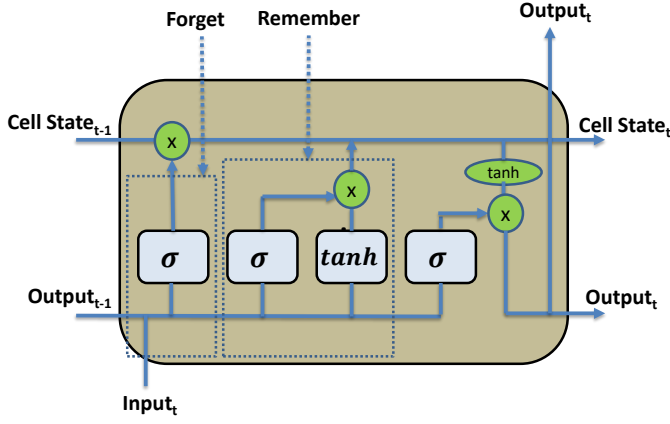 Output_t
Forget
Remember
Cell State_t-1
x
Cell State_t
tanh
x
x
σ
σ
tanh
σ
Output_t-1
Output_t
Input_t